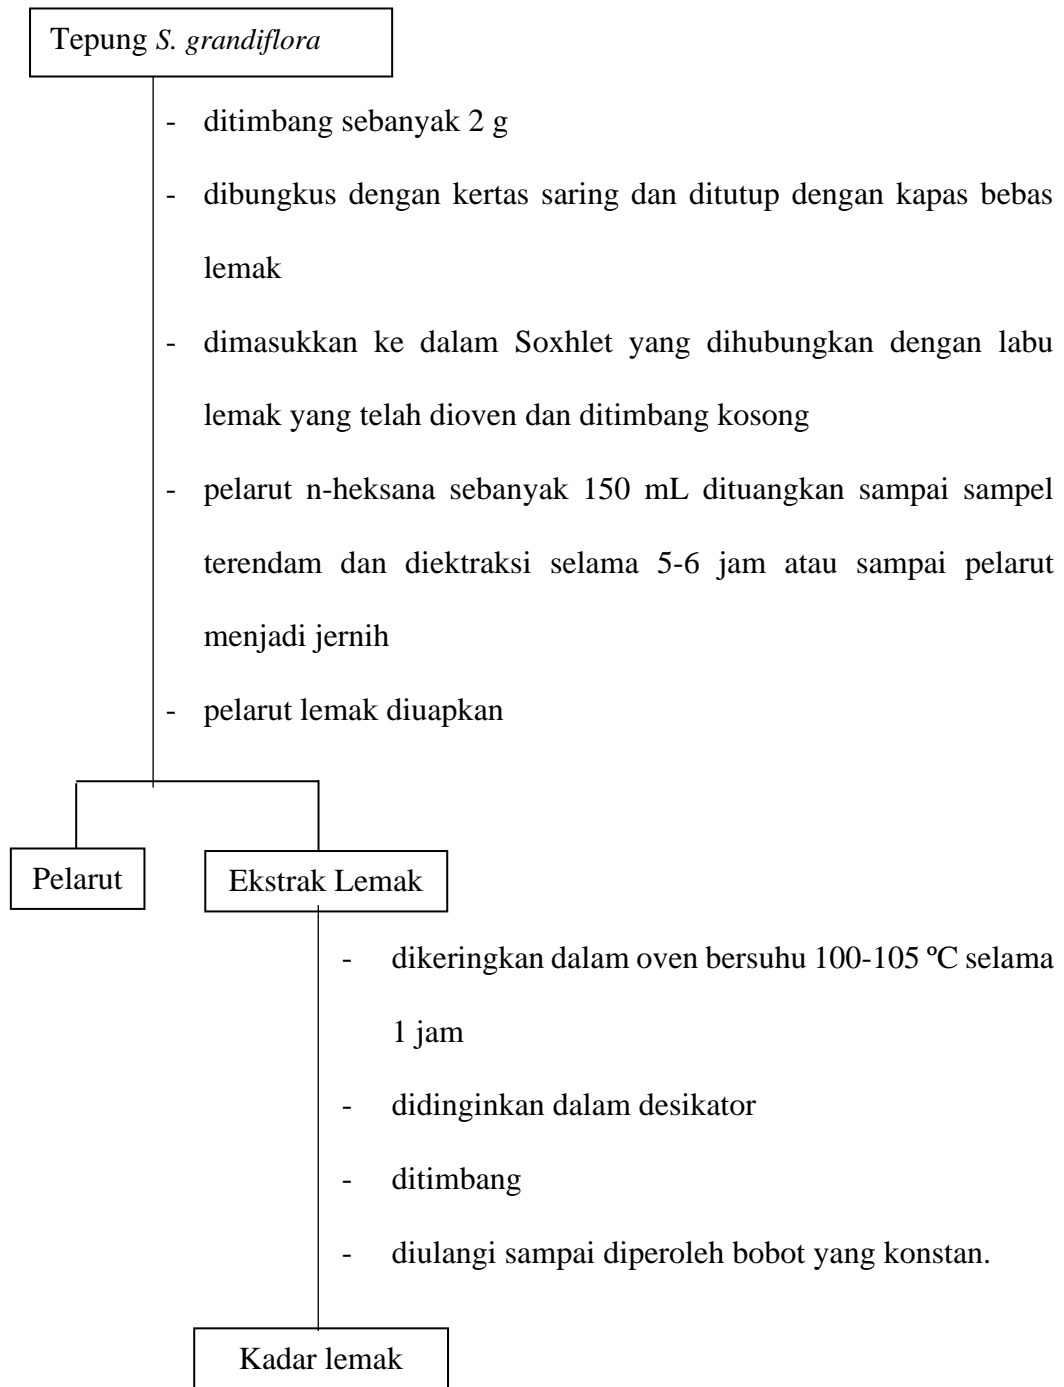 Tepung S. grandiflora
- ditimbang sebanyak 2 g
- dibungkus dengan kertas saring dan ditutup dengan kapas bebas
lemak
- dimasukkan ke dalam Soxhlet yang dihubungkan dengan labu
lemak yang telah dioven dan ditimbang kosong
- pelarut n-heksana sebanyak 150 mL dituangkan sampai sampel
terendam dan diektraksi selama 5-6 jam atau sampai pelarut
menjadi jernih
- pelarut lemak diuapkan
Pelarut
Ekstrak Lemak
- dikeringkan dalam oven bersuhu 100-105 ºC selama
1 jam
- didinginkan dalam desikator
- ditimbang
- diulangi sampai diperoleh bobot yang konstan.
Kadar lemak